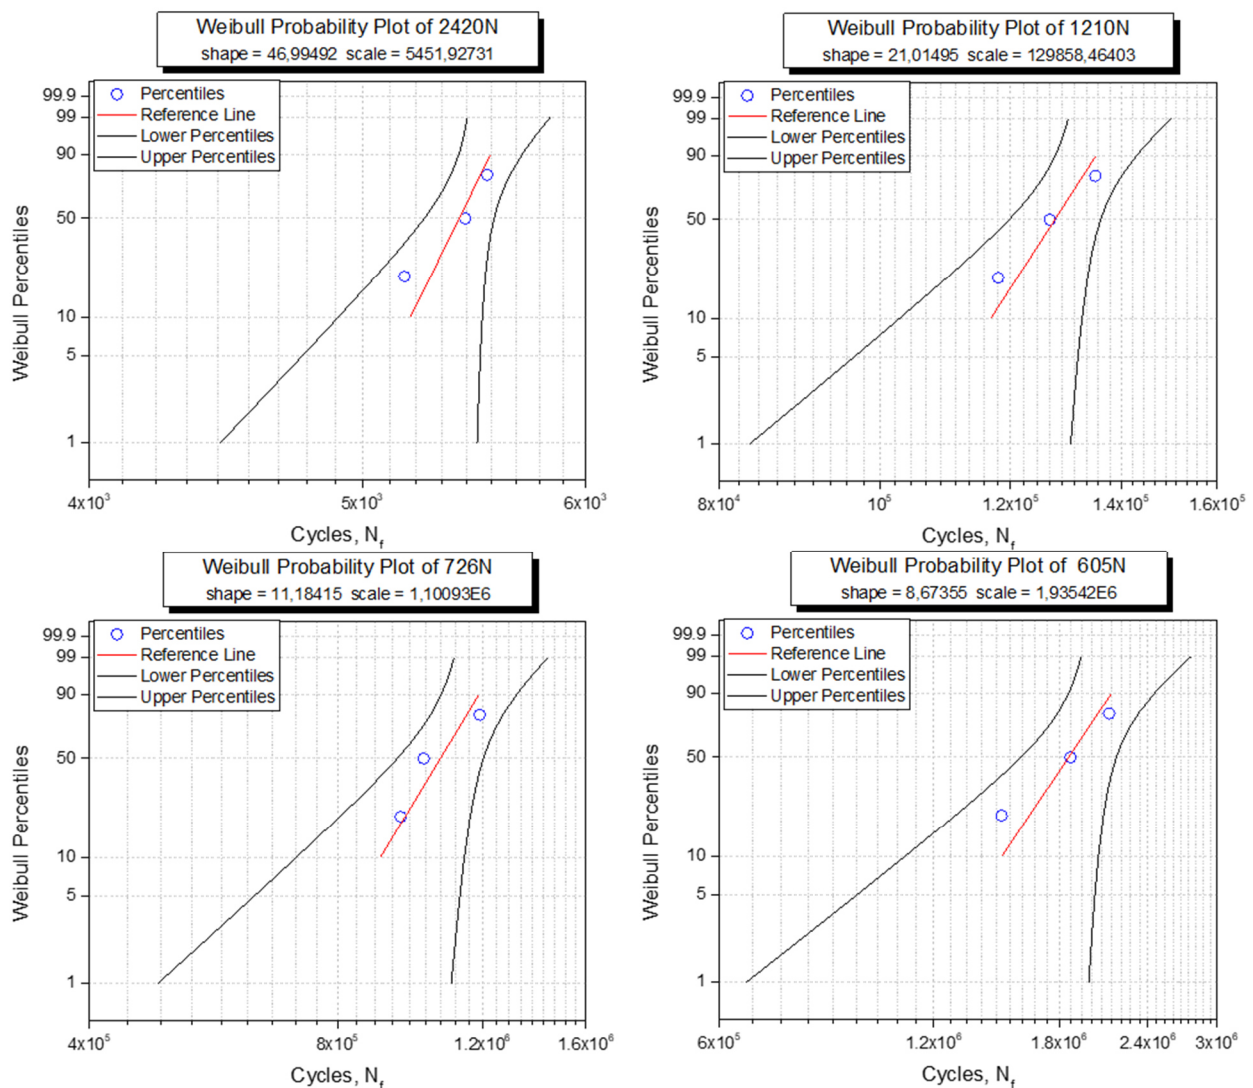 Weibull Probability Plot of 2420N
shape = 46,99492 scale = 5451,92731
99.9
99
90
50
10
5
1
Percentiles
Reference Line
Lower Percentiles
Upper Percentiles
Weibull Percentiles
4x10³
5x10³
6x10³
Cycles, N_f
Weibull Probability Plot of 1210N
shape = 21,01495 scale = 129858,46403
99.9
99
90
50
10
5
1
Percentiles
Reference Line
Lower Percentiles
Upper Percentiles
Weibull Percentiles
8x10⁴
10⁵
1.2x10⁵
1.4x10⁵
1.6x10⁵
Cycles, N_f
Weibull Probability Plot of 726N
shape = 11,18415 scale = 1,10093E6
99.9
99
90
50
10
5
1
Percentiles
Reference Line
Lower Percentiles
Upper Percentiles
Weibull Percentiles
4x10⁵
8x10⁵
1.2x10⁶
1.6x10⁶
Cycles, N_f
Weibull Probability Plot of 605N
shape = 8,67355 scale = 1,93542E6
99.9
99
90
50
10
5
1
Percentiles
Reference Line
Lower Percentiles
Upper Percentiles
Weibull Percentiles
6x10⁵
1.2x10⁶
1.8x10⁶
2.4x10⁶
3x10⁶
Cycles, N_f